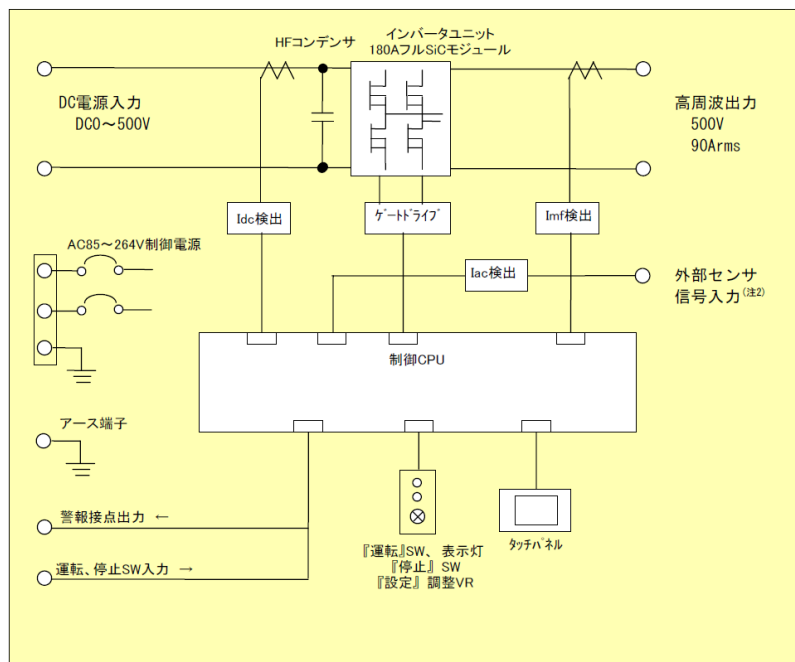 HFコンデンサ
インバータユニット
180AフルSiCモジュール
DC電源入力
DC0～500V
高周波出力
500V
90Arms
Idc検出
ｹﾞｰﾄﾄﾞﾗｲﾌﾞ
Imf検出
AC85～264V制御電源
Iac検出
外部センサ
信号入力(注2)
制御CPU
アース端子
警報接点出力 ←
運転、停止SW入力 →
『運転』SW、表示灯
『停止』SW
『設定』調整VR
ﾀｯﾁﾊﾟﾈﾙ